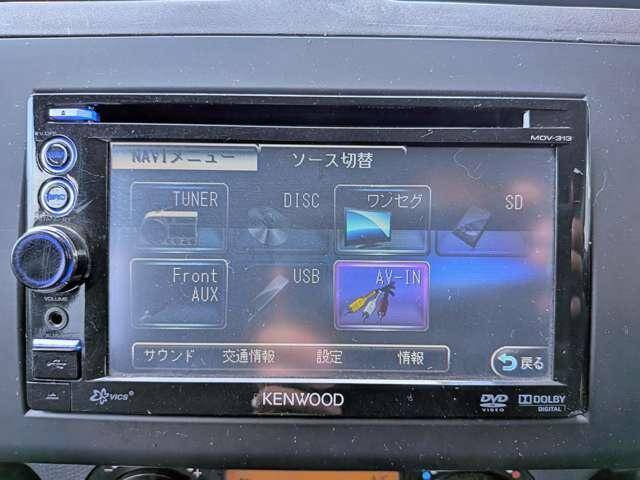 MDV-313
NAVIメニュー
ソース切替
TUNER
DISC
ワンセグ
SD
Front
AUX
USB
AV-IN
サウンド
交通情報
設定
情報
戻る
VOLUME
VICS
KENWOOD
DVD
VIDEO
DOLBY
DIGITAL